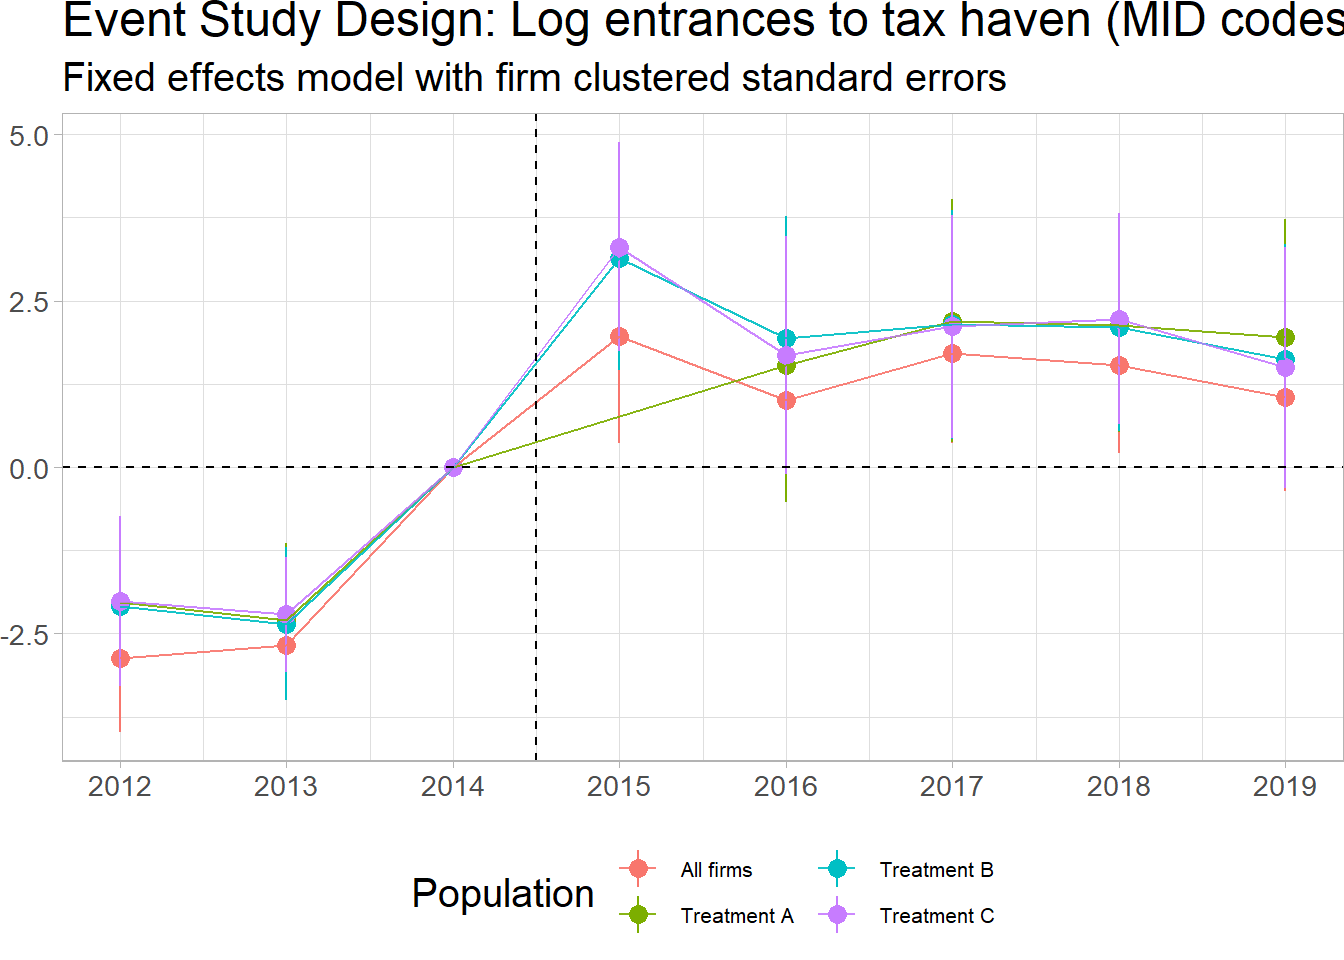 Event Study Design: Log entrances to tax haven (MID codes
Fixed effects model with firm clustered standard errors
5.0
2.5
0.0
-2.5
2012 2013 2014 2015 2016 2017 2018 2019
Population
All firms
Treatment A
Treatment B
Treatment C